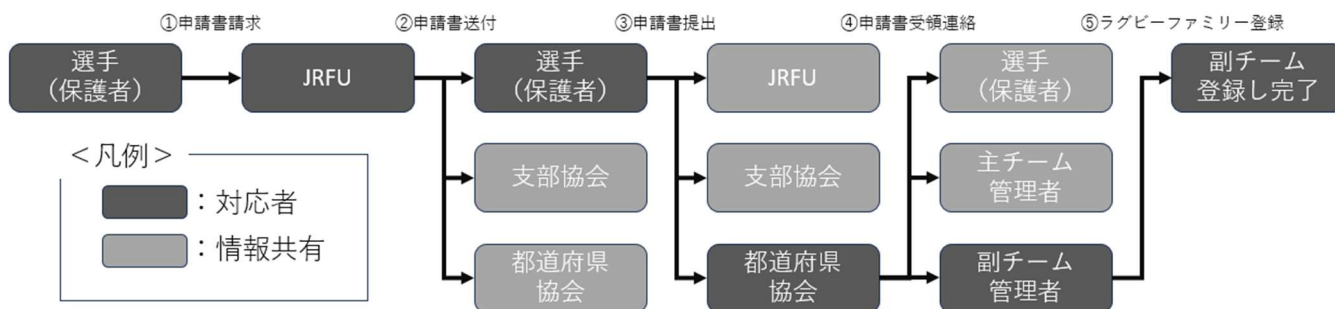 ①申請書請求
②申請書送付
③申請書提出
④申請書受領連絡
⑤ラグビーファミリー登録
選手
（保護者）
JRFU
選手
（保護者）
JRFU
選手
（保護者）
副チーム
登録し完了
支部協会
支部協会
主チーム
管理者
都道府県
協会
都道府県
協会
副チーム
管理者
＜凡例＞
：対応者
：情報共有